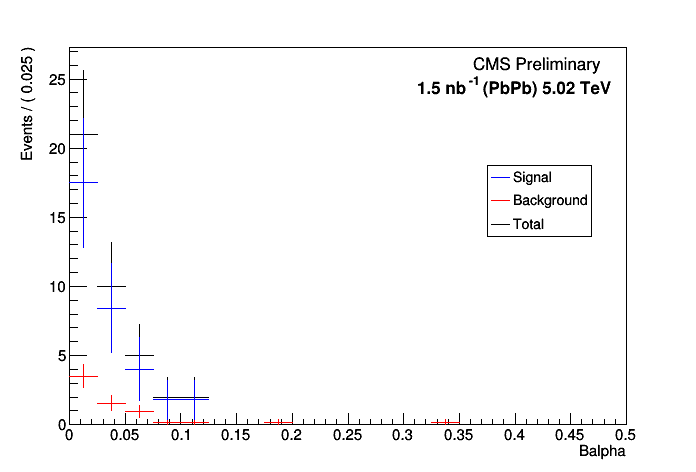 CMS Preliminary
1.5 nb-1 (PbPb) 5.02 TeV
Events / ( 0.025 )
25
20
15
10
5
0
Signal
Background
Total
0 0.05 0.1 0.15 0.2 0.25 0.3 0.35 0.4 0.45 0.5
Balpha